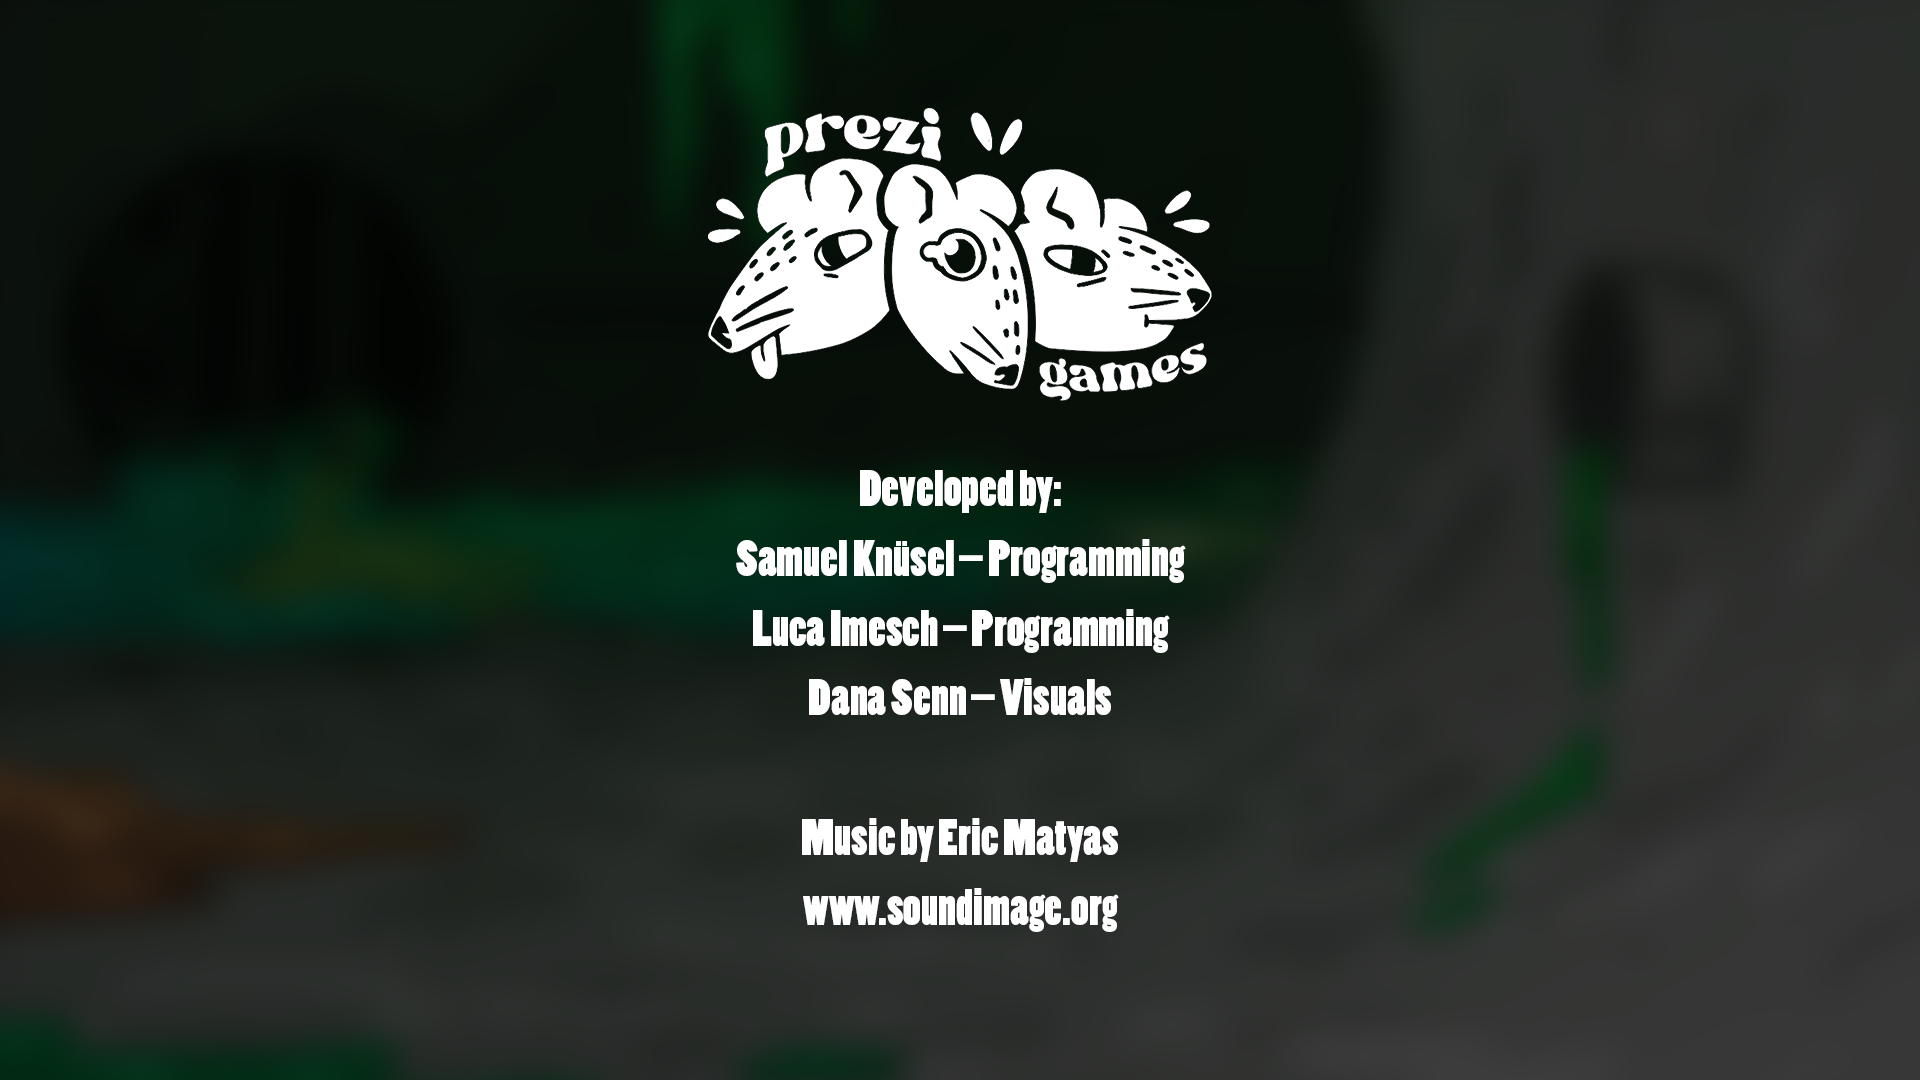 prezi
games
Developed by:
Samuel Knüsel – Programming
Luca Imesch – Programming
Dana Senn – Visuals
Music by Eric Matyas
www.soundimage.org